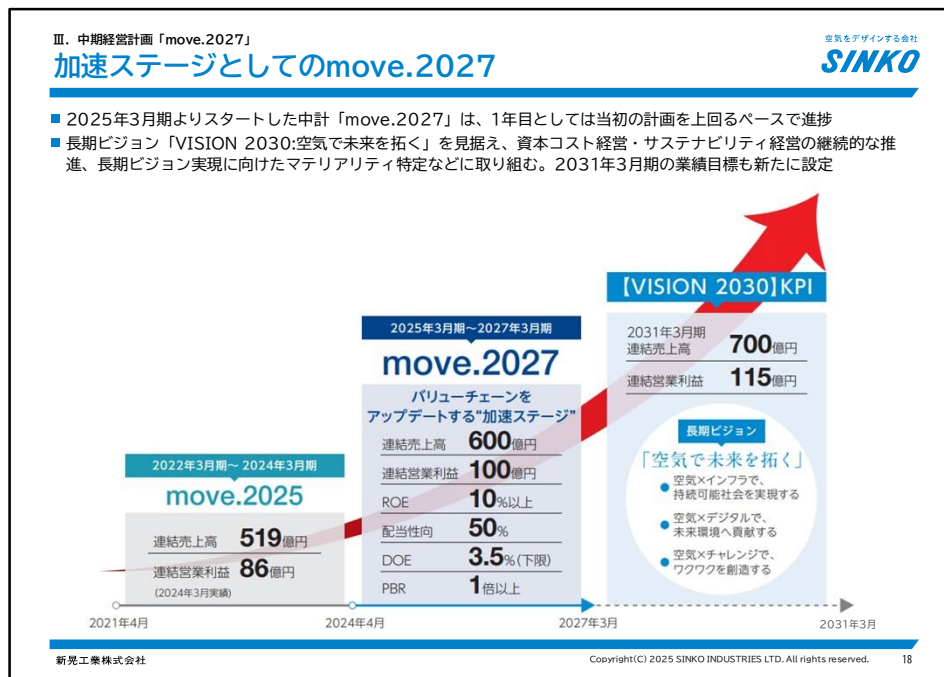 Ⅲ. 中期経営計画「move.2027」
加速ステージとしてのmove.2027
空気をデザインする会社
SINKO
2025年3月期よりスタートした中計「move.2027」は、1年目としては当初の計画を上回るペースで進捗
長期ビジョン「VISION 2030:空気で未来を拓く」を見据え、資本コスト経営・サステナビリティ経営の継続的な推
進、長期ビジョン実現に向けたマテリアリティ特定などに取り組む。2031年3月期の業績目標も新たに設定
2022年3月期～2024年3月期
move.2025
連結売上高 519億円
連結営業利益 86億円
(2024年3月実績)
2025年3月期～2027年3月期
move.2027
バリューチェーンを
アップデートする"加速ステージ"
連結売上高 600億円
連結営業利益 100億円
ROE 10%以上
配当性向 50%
DOE 3.5%(下限)
PBR 1倍以上
【VISION 2030】KPI
2031年3月期
連結売上高 700億円
連結営業利益 115億円
長期ビジョン
「空気で未来を拓く」
空気×インフラで、
持続可能社会を実現する
空気×デジタルで、
未来環境へ貢献する
空気×チャレンジで、
ワクワクを創造する
2021年4月
2024年4月
2027年3月
2031年3月
新晃工業株式会社
Copyright(C) 2025 SINKO INDUSTRIES LTD. All rights reserved.
18